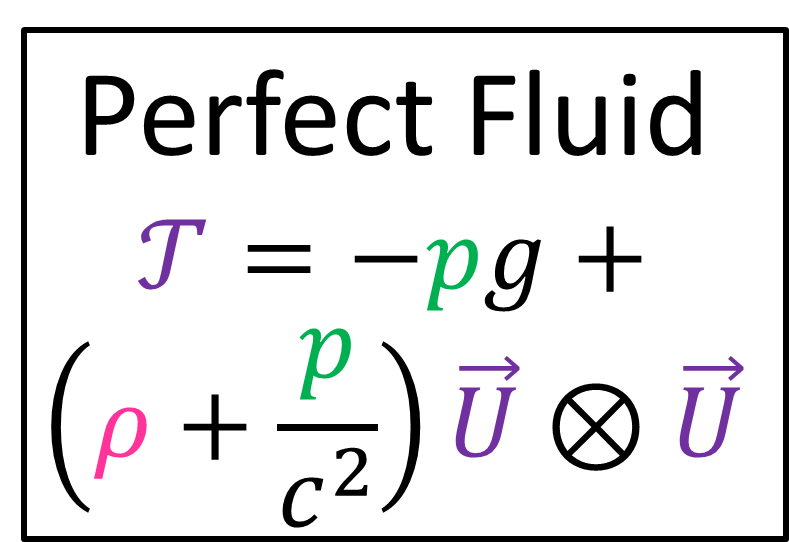 Perfect Fluid
𝒯 = −pg +
(ρ + p/c²) U⃗ ⊗ U⃗